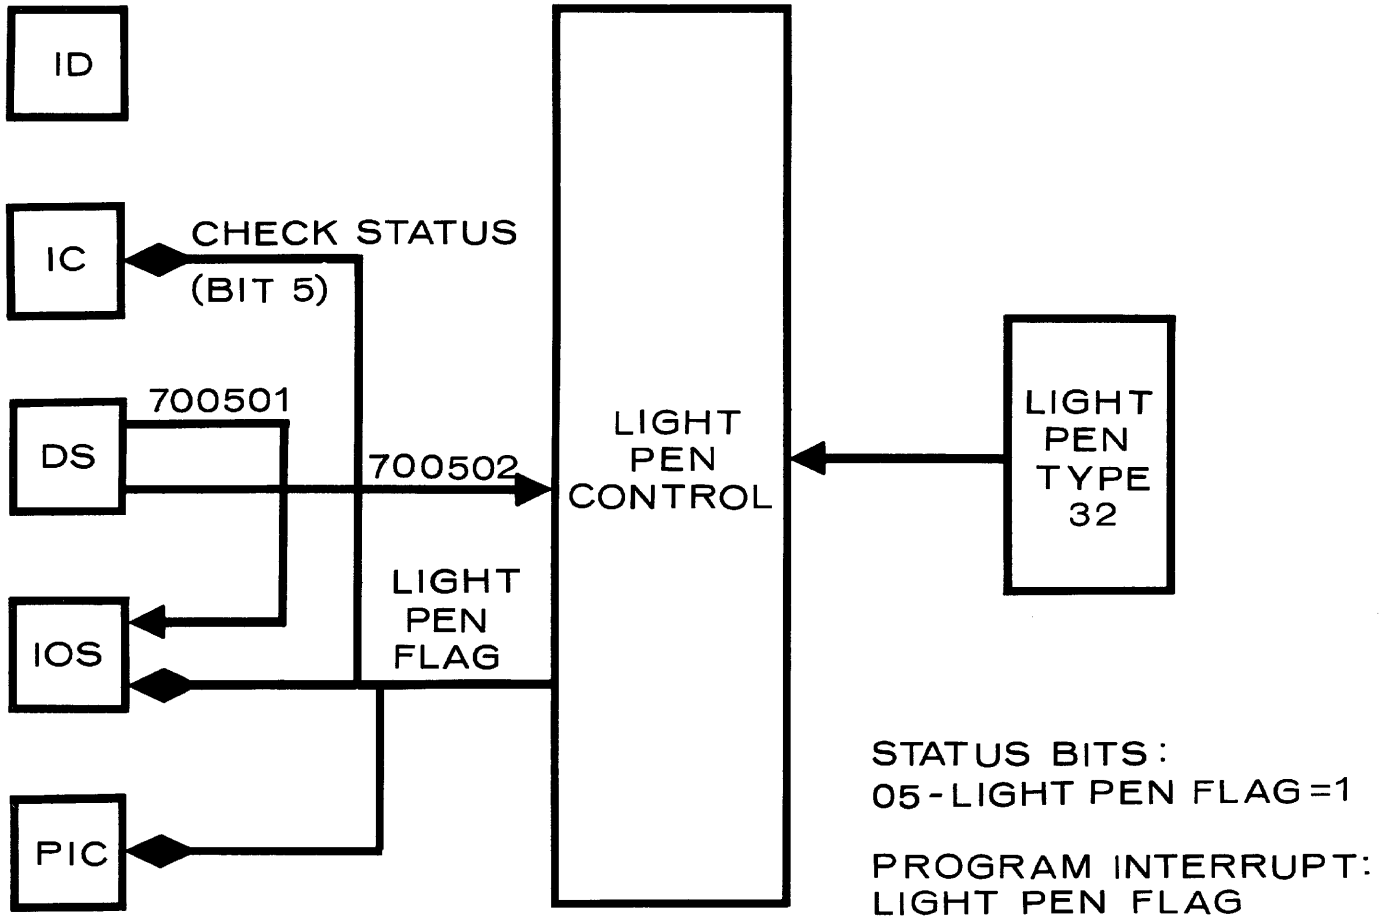 ID
IC
CHECK STATUS
(BIT 5)
DS
700501
700502
IOS
LIGHT
PEN
FLAG
PIC
LIGHT
PEN
CONTROL
LIGHT
PEN
TYPE
32
STATUS BITS:
05-LIGHT PEN FLAG=1
PROGRAM INTERRUPT:
LIGHT PEN FLAG